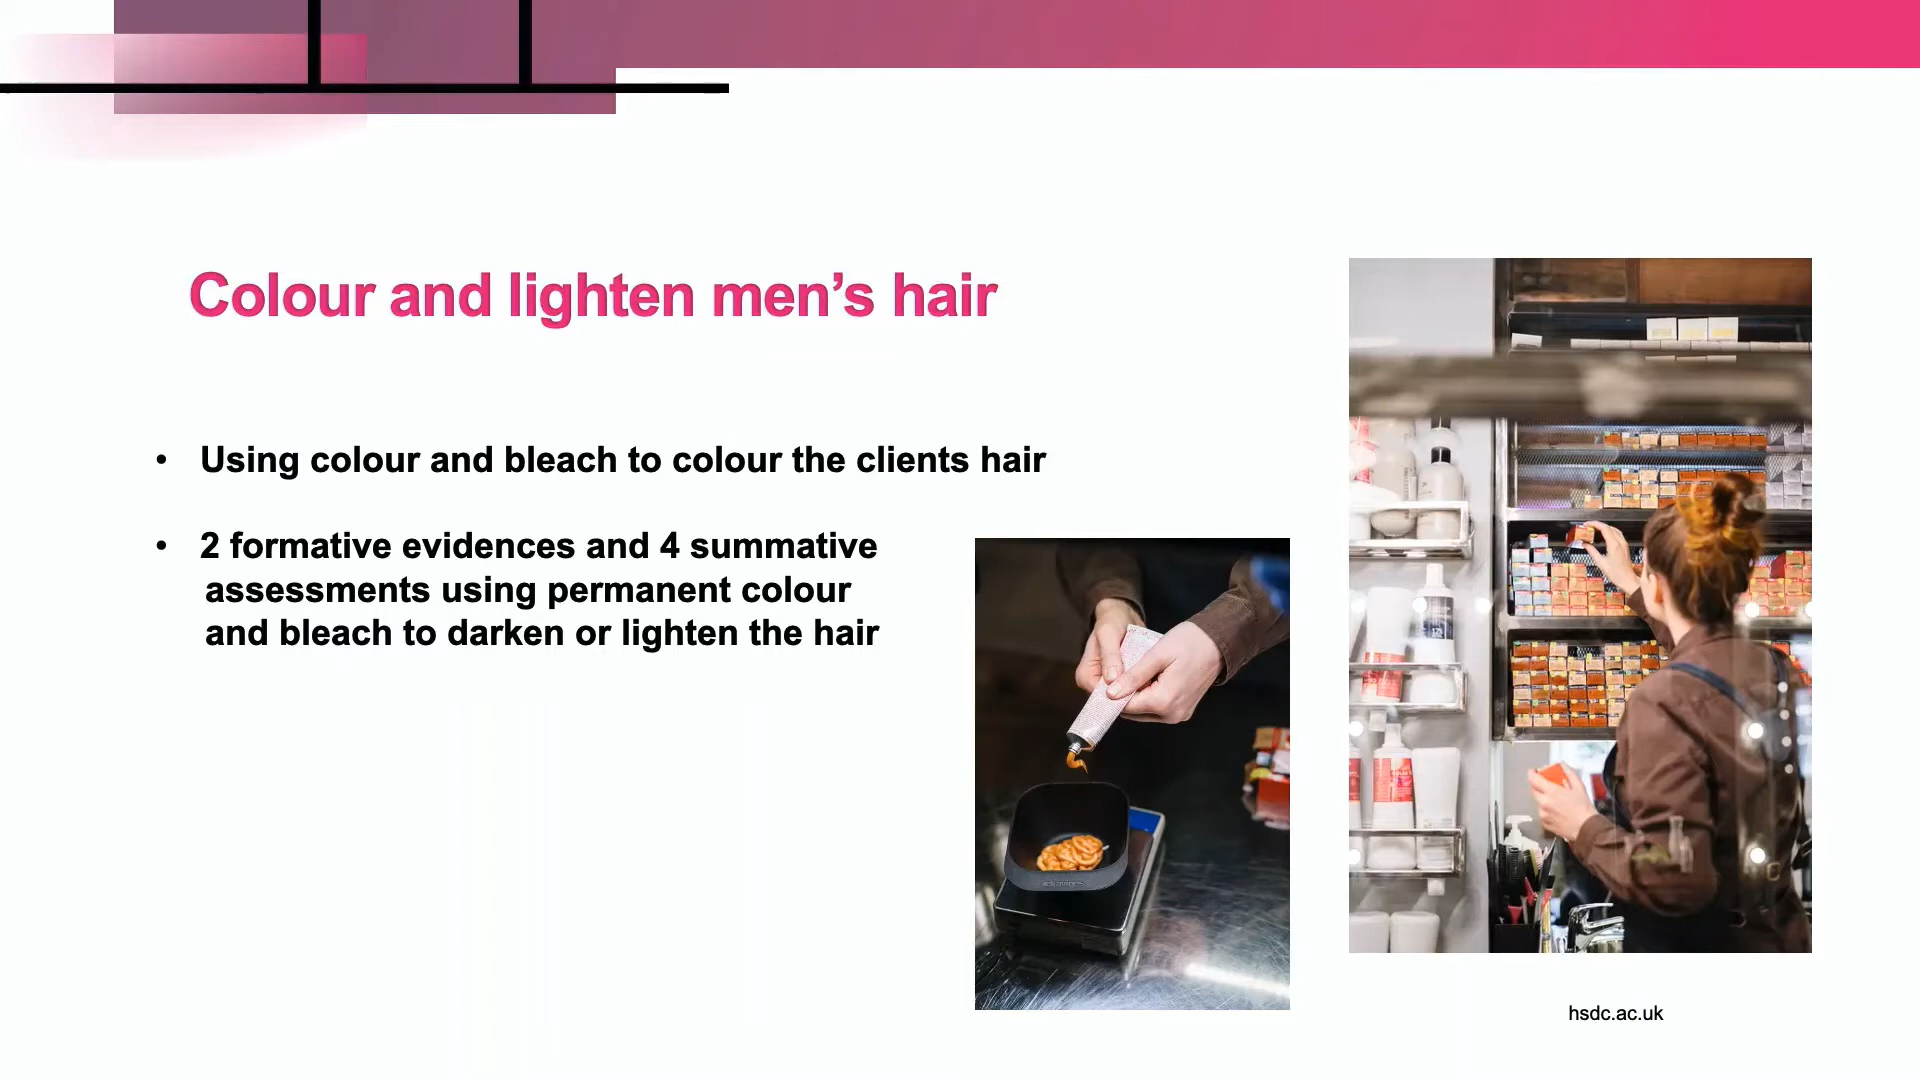 Colour and lighten men’s hair
• Using colour and bleach to colour the clients hair
• 2 formative evidences and 4 summative
assessments using permanent colour
and bleach to darken or lighten the hair
hsdc.ac.uk